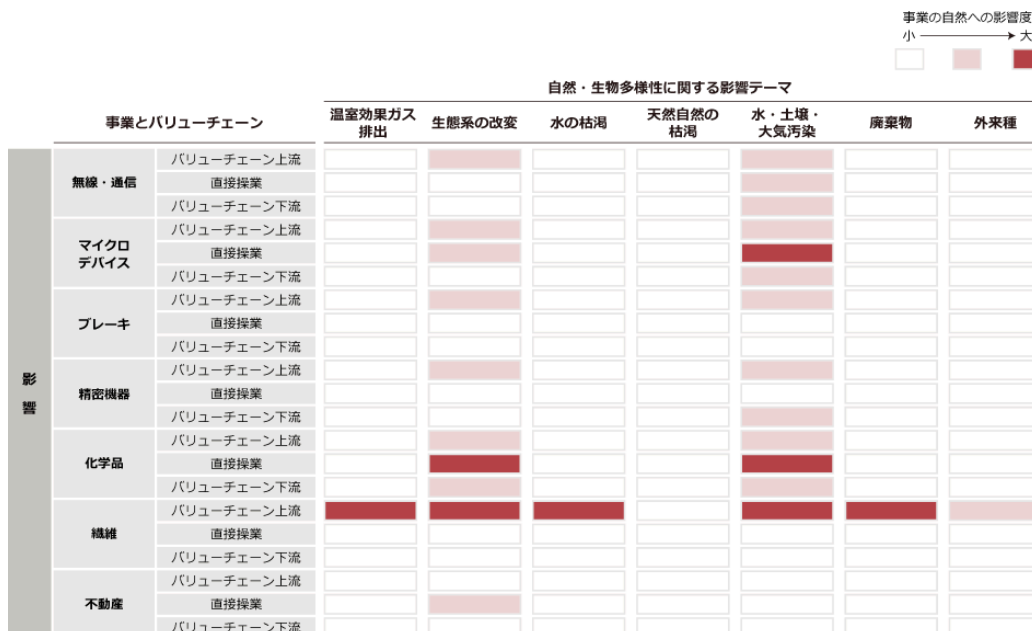 事業の自然への影響度
小 大
自然・生物多様性に関する影響テーマ
事業とバリューチェーン
温室効果ガス
排出
生態系の改変
水の枯渇
天然自然の
枯渇
水・土壌・
大気汚染
廃棄物
外来種
影響
無線・通信
バリューチェーン上流
直接操業
バリューチェーン下流
マイクロ
デバイス
バリューチェーン上流
直接操業
バリューチェーン下流
ブレーキ
バリューチェーン上流
直接操業
バリューチェーン下流
精密機器
バリューチェーン上流
直接操業
バリューチェーン下流
化学品
バリューチェーン上流
直接操業
バリューチェーン下流
繊維
バリューチェーン上流
直接操業
バリューチェーン下流
不動産
バリューチェーン上流
直接操業
バリューチェーン下流